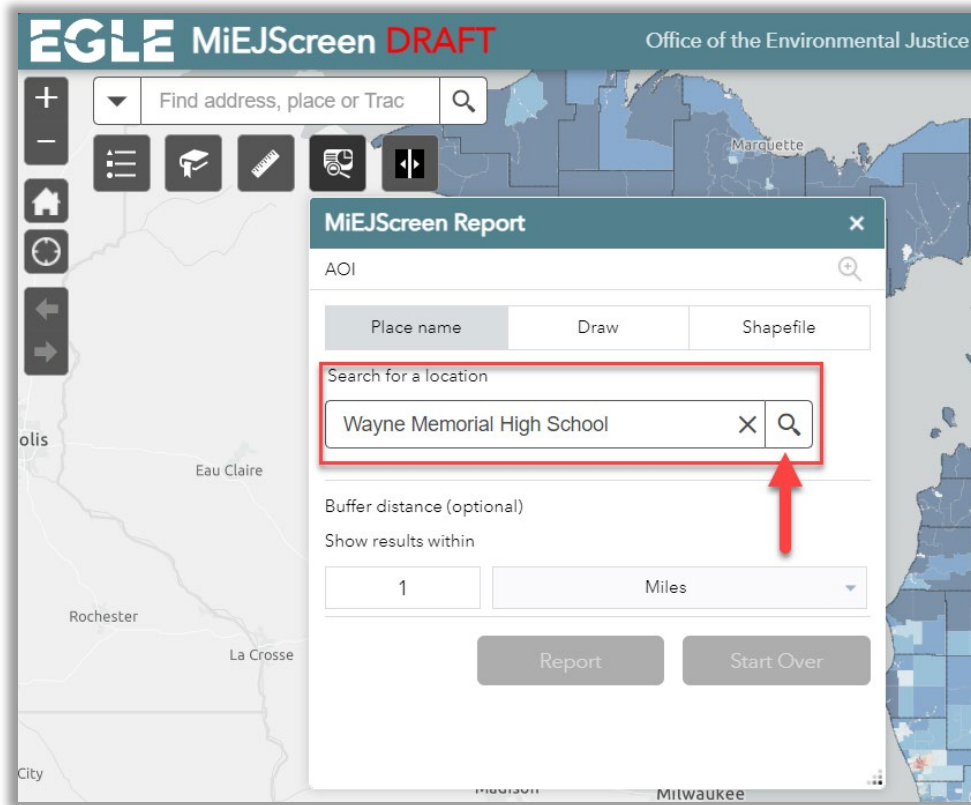 EGLE MiEJScreen DRAFT
Office of the Environmental Justice
Find address, place or Trac
Marquette
MiEJScreen Report
AOI
Place name
Draw
Shapefile
Search for a location
Wayne Memorial High School
olis
Eau Claire
Buffer distance (optional)
Show results within
1
Miles
Rochester
La Crosse
Report
Start Over
City
Madison
Milwaukee